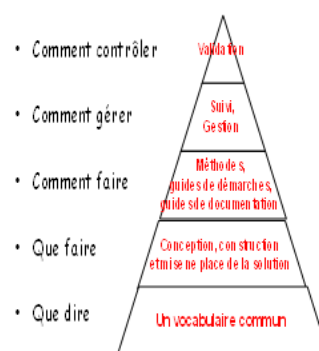 • Comment contrôler
Validation
• Comment gérer
Suivi,
Gestion
• Comment faire
Méthodes,
guides de démarches,
guides de documentation
• Que faire
Conception, construction
et mise en place de la solution
• Que dire
Un vocabulaire commun